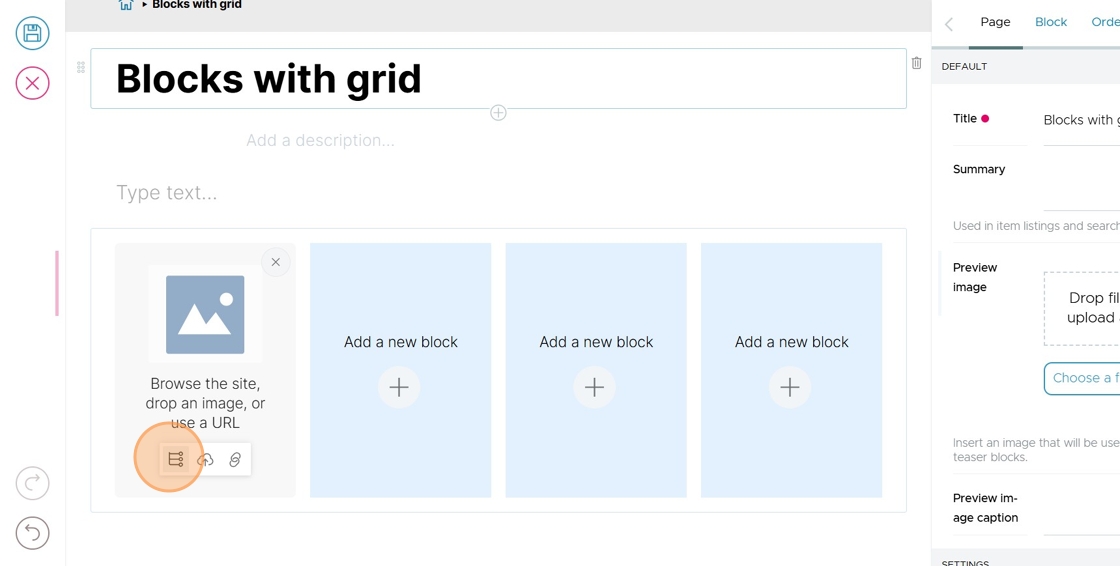 Blocks with grid
Page Block Orde
DEFAULT
Blocks with grid
Title
Blocks with g
Add a description...
Summary
Type text...
Used in item listings and search
Preview
image
Drop fil
upload
Choose a f
Add a new block
Add a new block
Add a new block
Browse the site,
drop an image, or
use a URL
Insert an image that will be use
teaser blocks.
Preview im-
age caption
SETTINGS